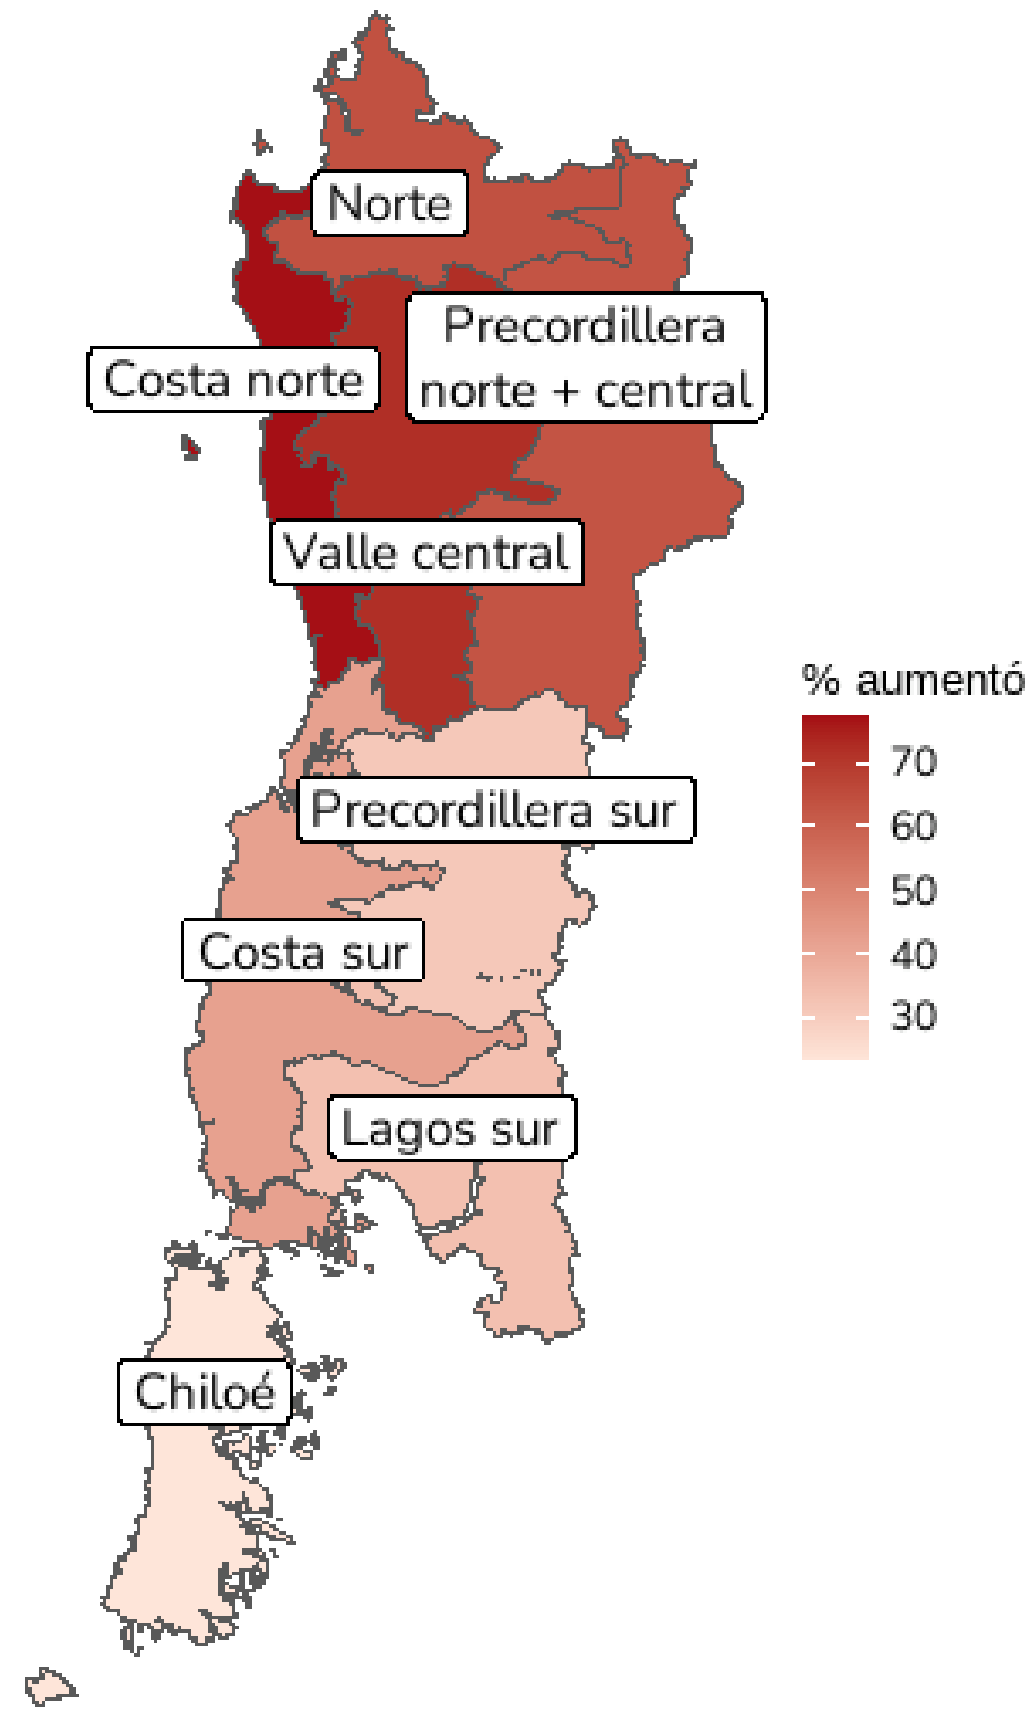 Norte
Precordillera
norte + central
Costa norte
Valle central
% aumentó
70
60
50
40
30
Precordillera sur
Costa sur
Lagos sur
Chiloé